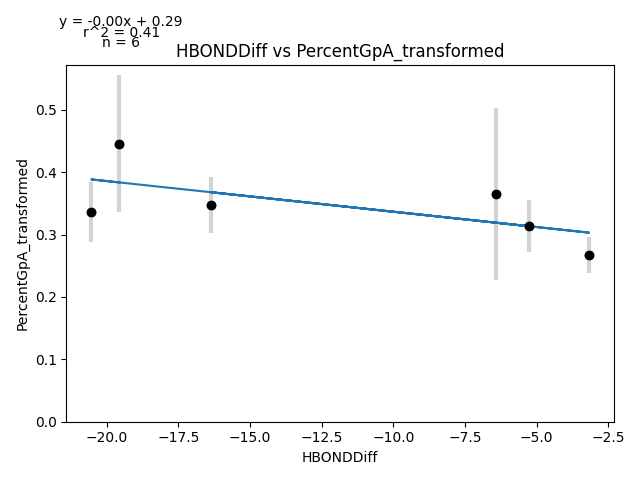 y = -0.00x + 0.29
r^2 = 0.41
n = 6
HBONDDiff vs PercentGpA_transformed
PercentGpA_transformed
0.5
0.4
0.3
0.2
0.1
0.0
−20.0 −17.5 −15.0 −12.5 −10.0 −7.5 −5.0 −2.5
HBONDDiff